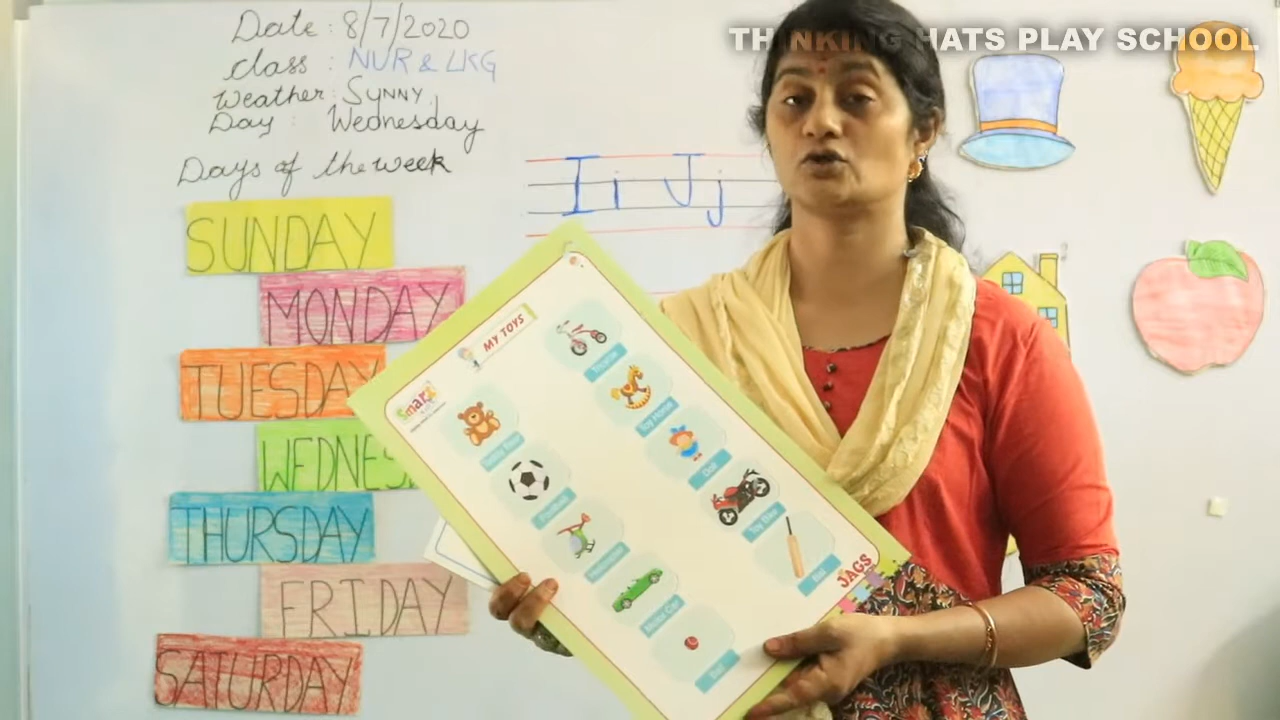 THINKING HATS PLAY SCHOOL
Date: 8/7/2020
Class : NUR & LKG
Weather: SUNNY
Day : Wednesday
Days of the week
SUNDAY
MONDAY
TUESDAY
WEDNES
THURSDAY
FRIDAY
SATURDAY
I i J j
MY TOYS
Smart
Teddy Bear
Football
Motor Car
Ball
Tricycle
Toy Horse
Doll
Toy Bike
Bat
JAGS